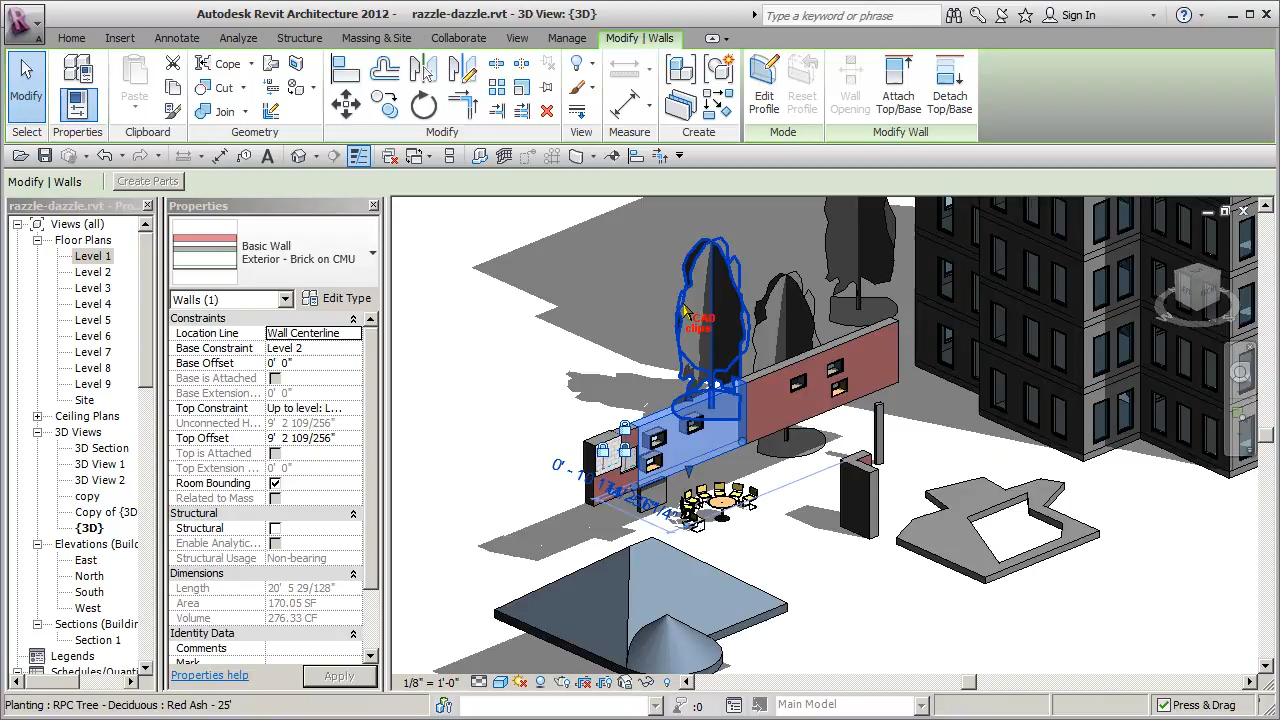 Autodesk Revit Architecture 2012 - razzle-dazzle.rvt - 3D View: {3D}
Type a keyword or phrase
Sign In
Home Insert Annotate Analyze Structure Massing & Site Collaborate View Manage Modify | Walls
Modify
Paste
Cope
Cut
Join
Edit Profile
Reset Profile
Wall Opening
Attach Top/Base
Detach Top/Base
Select Properties Clipboard Geometry Modify View Measure Create Mode Modify Wall
Modify | Walls
Create Parts
razzle-dazzle.rvt - Pro...
Views (all)
Floor Plans
Level 1
Level 2
Level 3
Level 4
Level 5
Level 6
Level 7
Level 8
Level 9
Site
Ceiling Plans
3D Views
3D Section
3D View 1
3D View 2
copy
Copy of {3D
{3D}
Elevations (Build
East
North
South
West
Sections (Building
Section 1
Legends
Schedules/Quanti
Properties
Basic Wall
Exterior - Brick on CMU
Walls (1)
Edit Type
Constraints
Location Line Wall Centerline
Base Constraint Level 2
Base Offset 0' 0"
Base is Attached
Base Extension...
Top Constraint Up to level: L...
Unconnected H... 9' 2 109/256"
Top Offset 9' 2 109/256"
Top is Attached
Top Extension ... 0' 0"
Room Bounding
Related to Mass
Structural
Structural
Enable Analytic...
Structural Usage Non-bearing
Dimensions
Length 20' 5 29/128"
Area 170.05 SF
Volume 276.33 CF
Identity Data
Comments
Mark
Properties help
Apply
CAD
clips
1/8" = 1'-0"
Planting : RPC Tree - Deciduous : Red Ash - 25'
:0
Main Model
Press & Drag